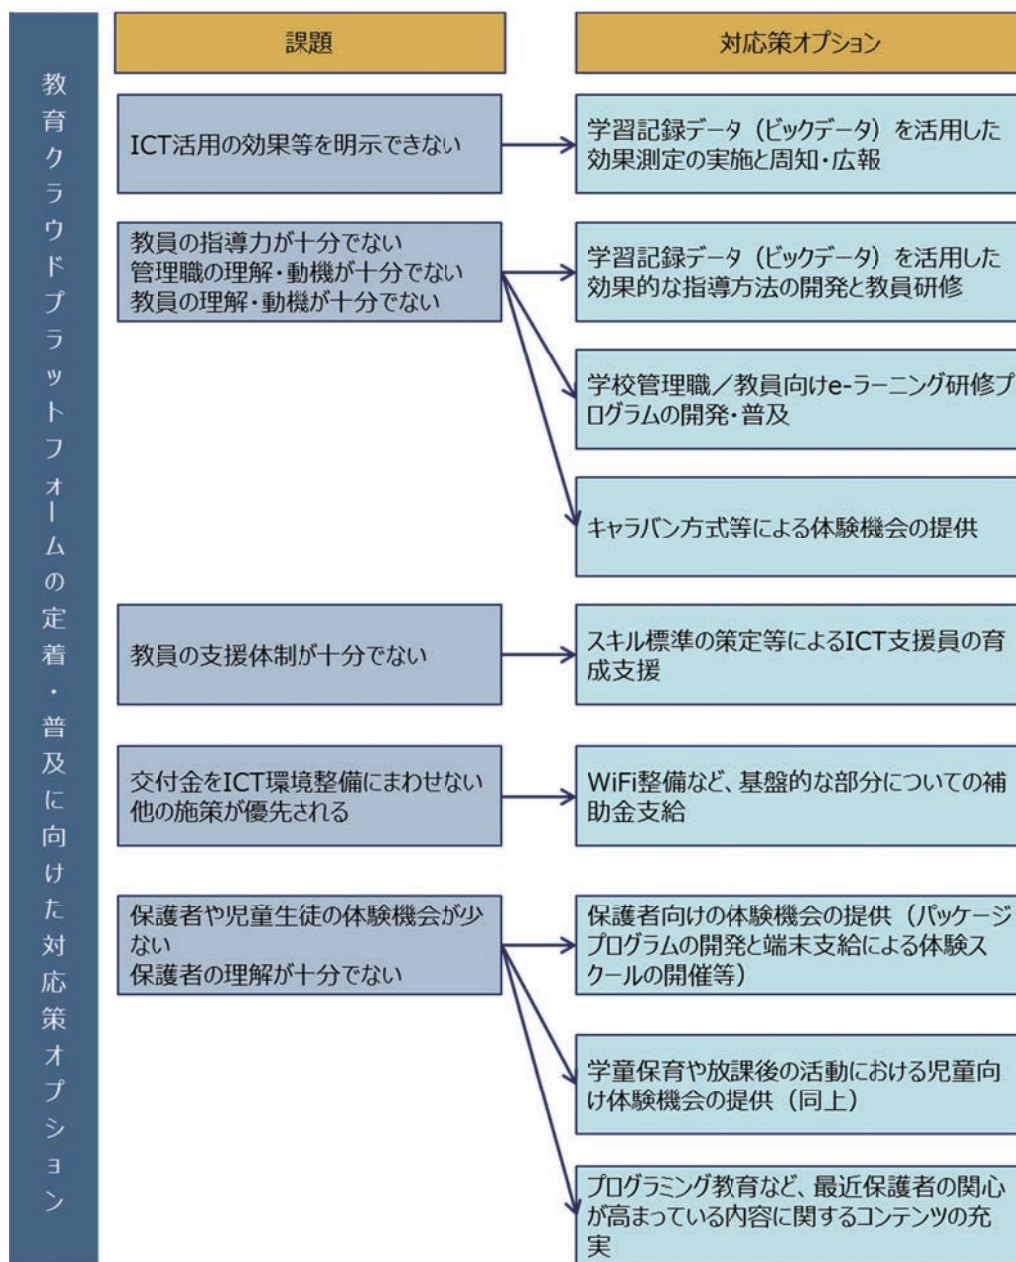 教育クラウドプラットフォームの定着・普及に向けた対応策オプション
課題
対応策オプション
ICT活用の効果等を明示できない
学習記録データ（ビックデータ）を活用した
効果測定の実施と周知・広報
教員の指導力が十分でない
管理職の理解・動機が十分でない
教員の理解・動機が十分でない
学習記録データ（ビックデータ）を活用した
効果的な指導方法の開発と教員研修
学校管理職／教員向けe-ラーニング研修プ
ログラムの開発・普及
キャラバン方式等による体験機会の提供
教員の支援体制が十分でない
スキル標準の策定等によるICT支援員の育
成支援
交付金をICT環境整備にまわせない
他の施策が優先される
WiFi整備など、基盤的な部分についての補
助金支給
保護者や児童生徒の体験機会が少
ない
保護者の理解が十分でない
保護者向けの体験機会の提供（パッケージ
プログラムの開発と端末支給による体験ス
クールの開催等）
学童保育や放課後の活動における児童向
け体験機会の提供（同上）
プログラミング教育など、最近保護者の関心
が高まっている内容に関するコンテンツの充
実